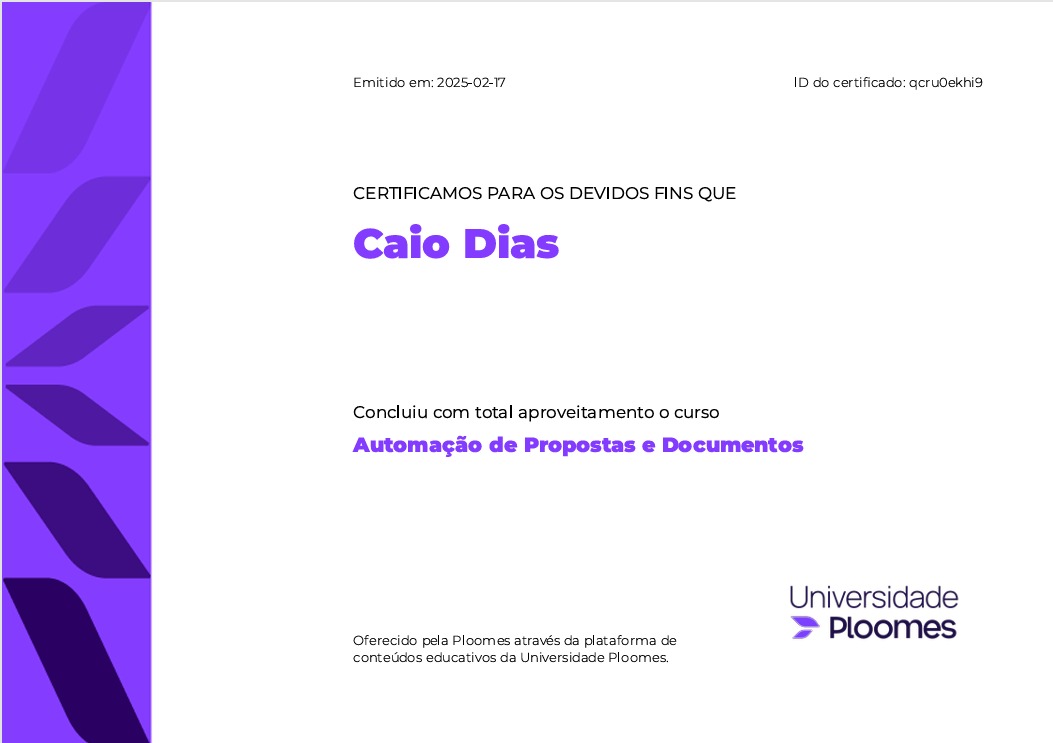 Emitido em: 2025-02-17
ID do certificado: qcru0ekhi9
CERTIFICAMOS PARA OS DEVIDOS FINS QUE
Caio Dias
Concluiu com total aproveitamento o curso
Automação de Propostas e Documentos
Universidade
Ploomes
Oferecido pela Ploomes através da plataforma de
conteúdos educativos da Universidade Ploomes.